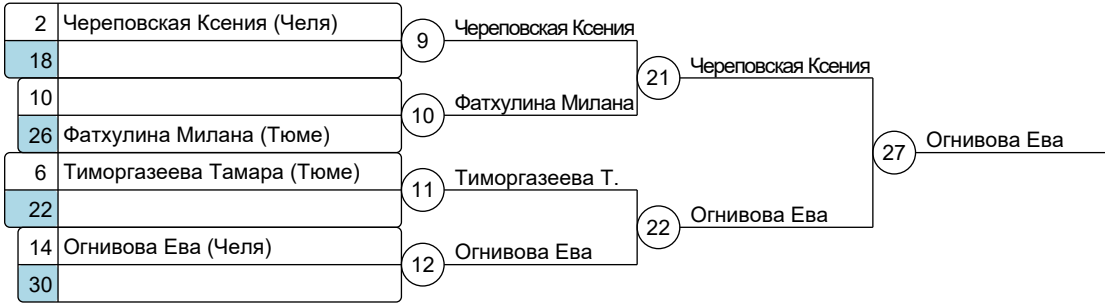 2 Череповская Ксения (Челя)
18
10
26 Фатхулина Милана (Тюме)
6 Тиморгазеева Тамара (Тюме)
22
14 Огнивова Ева (Челя)
30
9 Череповская Ксения
10 Фатхулина Милана
11 Тиморгазеева Т.
12 Огнивова Ева
21 Череповская Ксения
22 Огнивова Ева
27 Огнивова Ева